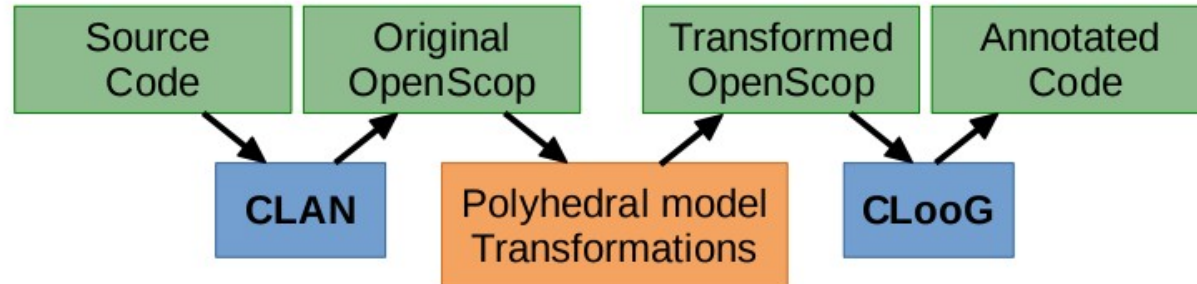 Source
Code
Original
OpenScop
Transformed
OpenScop
Annotated
Code
CLAN
Polyhedral model
Transformations
CLooG